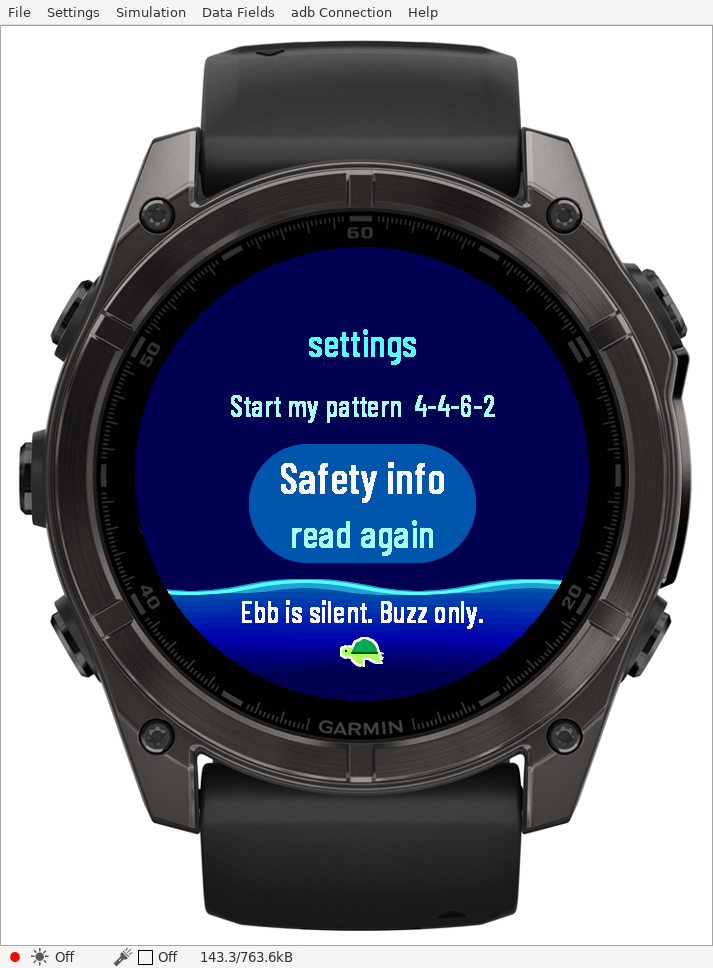 File Settings Simulation Data Fields adb Connection Help
60
settings
50
Start my pattern 4-4-6-2
Safety info
read again
40
20
Ebb is silent. Buzz only.
GARMIN
Off Off 143.3/763.6kB